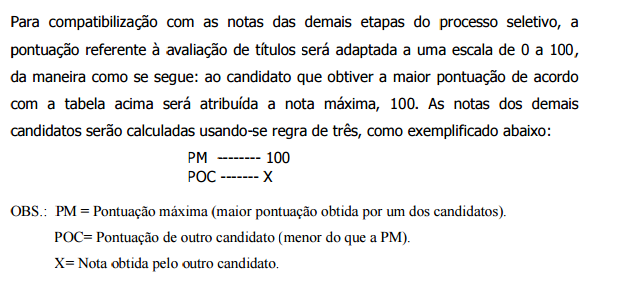 Para compatibilização com as notas das demais etapas do processo seletivo, a
pontuação referente à avaliação de títulos será adaptada a uma escala de 0 a 100,
da maneira como se segue: ao candidato que obtiver a maior pontuação de acordo
com a tabela acima será atribuída a nota máxima, 100. As notas dos demais
candidatos serão calculadas usando-se regra de três, como exemplificado abaixo:
PM -------- 100
POC ------- X
OBS.: PM = Pontuação máxima (maior pontuação obtida por um dos candidatos).
POC= Pontuação de outro candidato (menor do que a PM).
X= Nota obtida pelo outro candidato.